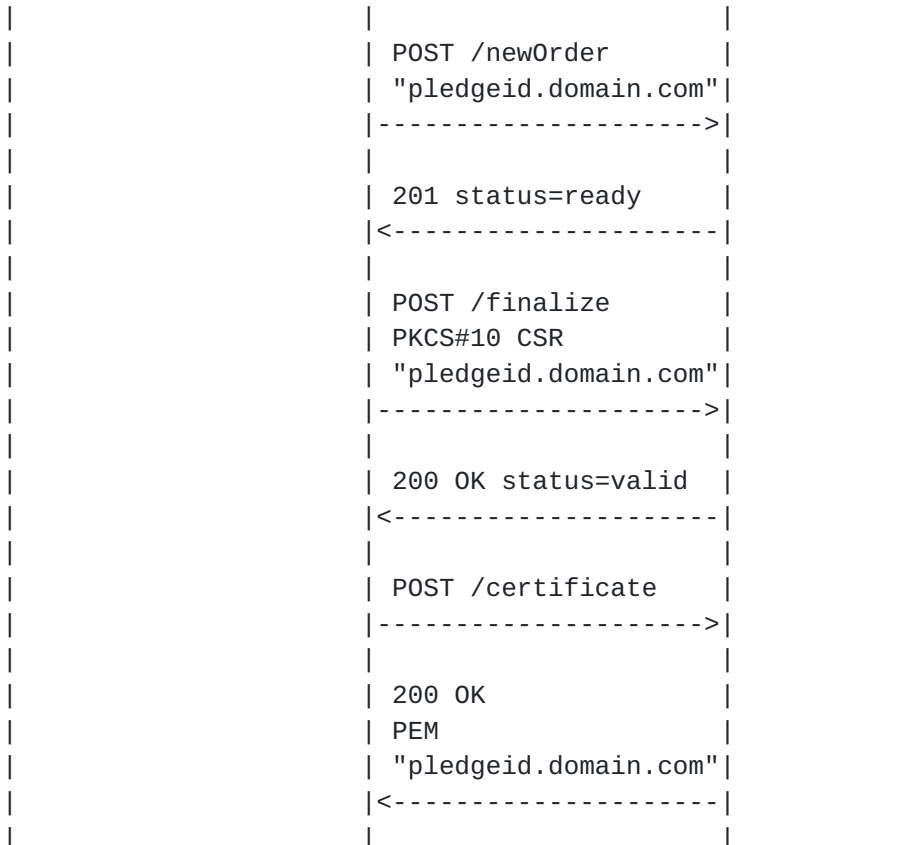 |                      |                      |
|                      | POST /newOrder       |
|                      | "pledgeid.domain.com"|
|                      |--------------------->|
|                      |                      |
|                      | 201 status=ready     |
|                      |<---------------------|
|                      |                      |
|                      | POST /finalize       |
|                      | PKCS#10 CSR          |
|                      | "pledgeid.domain.com"|
|                      |--------------------->|
|                      |                      |
|                      | 200 OK status=valid  |
|                      |<---------------------|
|                      |                      |
|                      | POST /certificate    |
|                      |--------------------->|
|                      |                      |
|                      | 200 OK               |
|                      | PEM                  |
|                      | "pledgeid.domain.com"|
|                      |<---------------------|
|                      |                      |